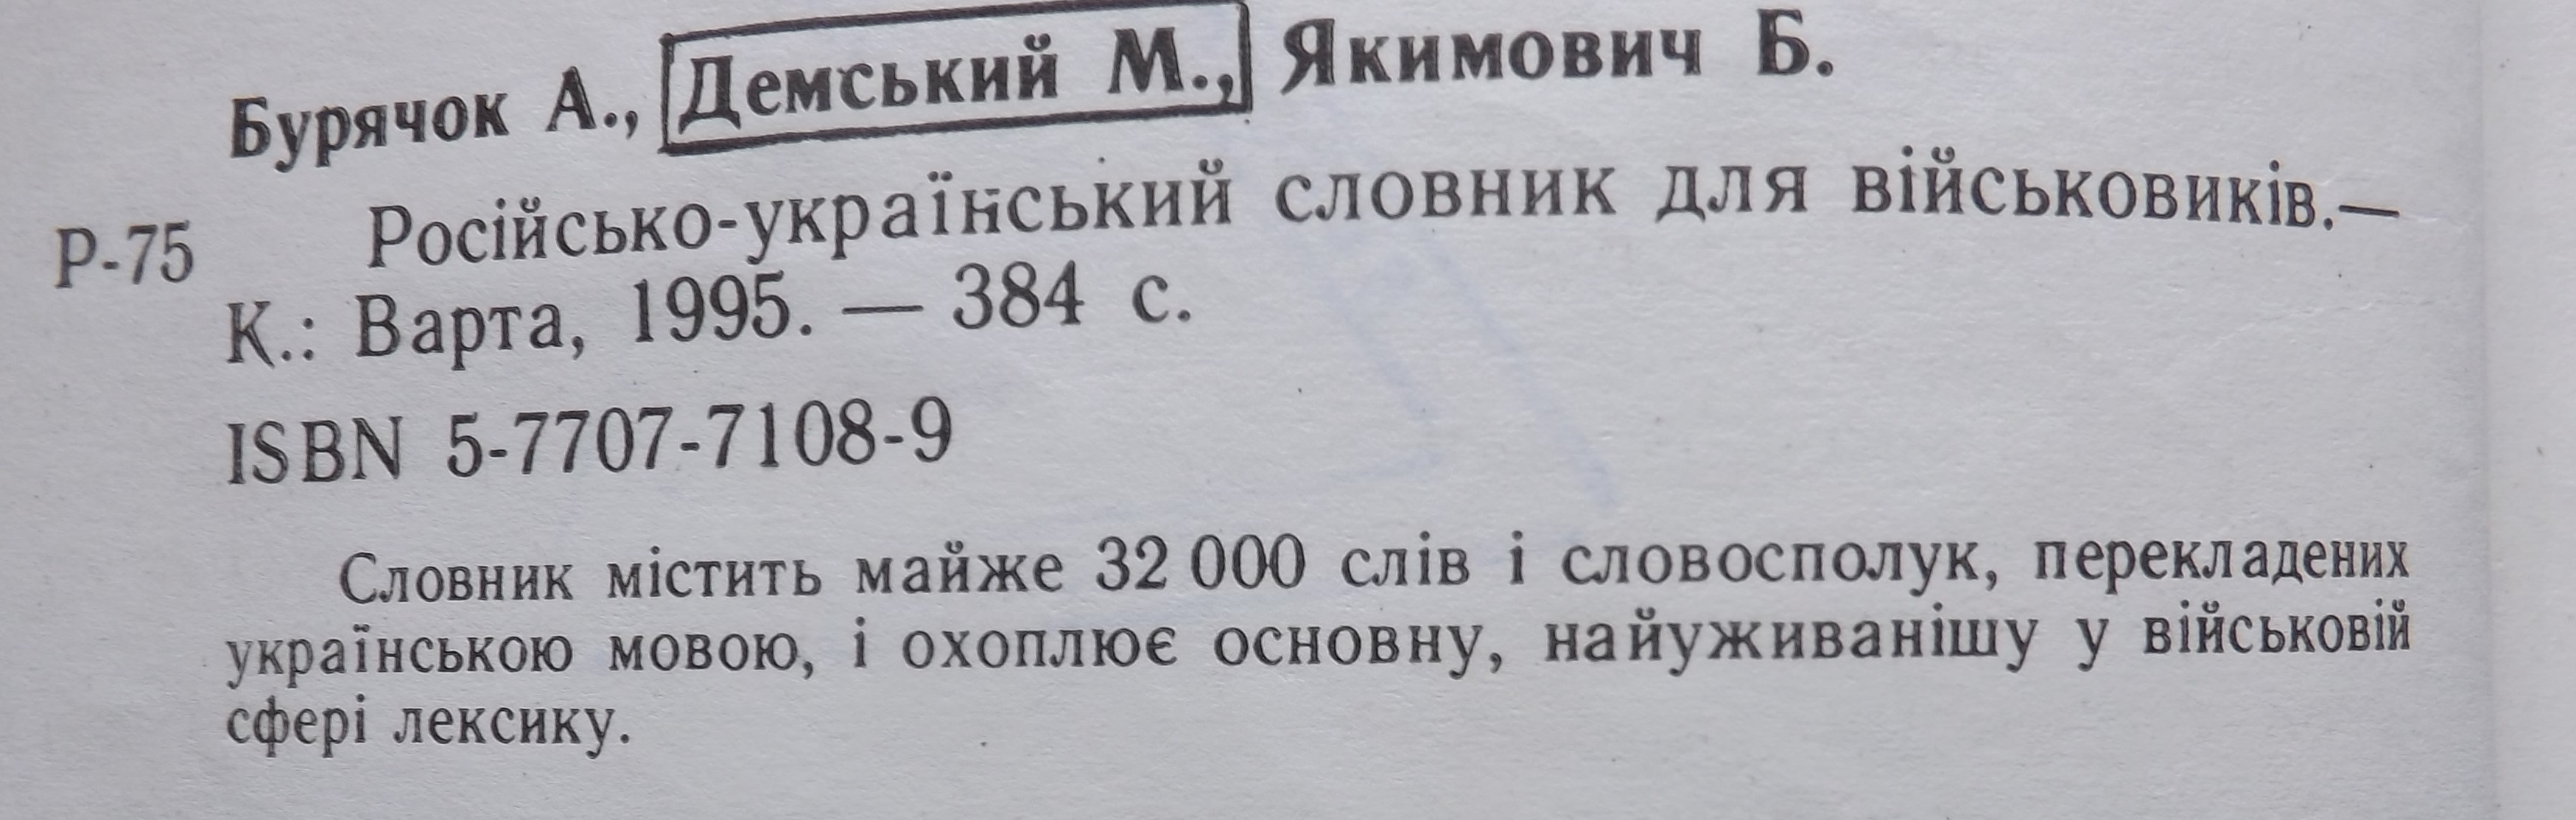 Бурячок А., Демський М., Якимович Б.
Р-75 Російсько-український словник для військовиків.—
К.: Варта, 1995. — 384 с.
ISBN 5-7707-7108-9
Словник містить майже 32 000 слів і словосполук, перекладених
українською мовою, і охоплює основну, найуживанішу у військовій
сфері лексику.